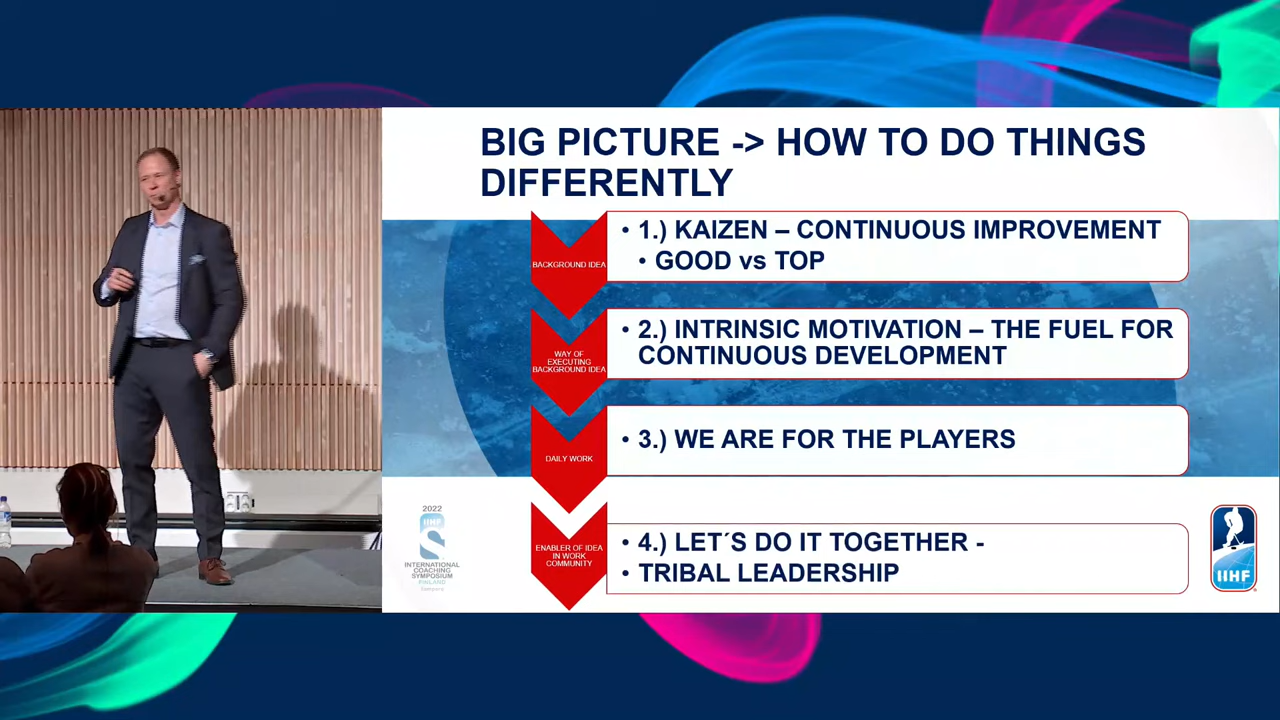 BIG PICTURE -> HOW TO DO THINGS
DIFFERENTLY
BACKGROUND IDEA
• 1.) KAIZEN – CONTINUOUS IMPROVEMENT
• GOOD vs TOP
WAY OF
EXECUTING
BACKGROUND IDEA
• 2.) INTRINSIC MOTIVATION – THE FUEL FOR
CONTINUOUS DEVELOPMENT
DAILY WORK
• 3.) WE ARE FOR THE PLAYERS
ENABLER OF IDEA
IN WORK
COMMUNITY
• 4.) LET´S DO IT TOGETHER -
• TRIBAL LEADERSHIP
2022
IIHF
INTERNATIONAL
COACHING
SYMPOSIUM
FINLAND
IIHF